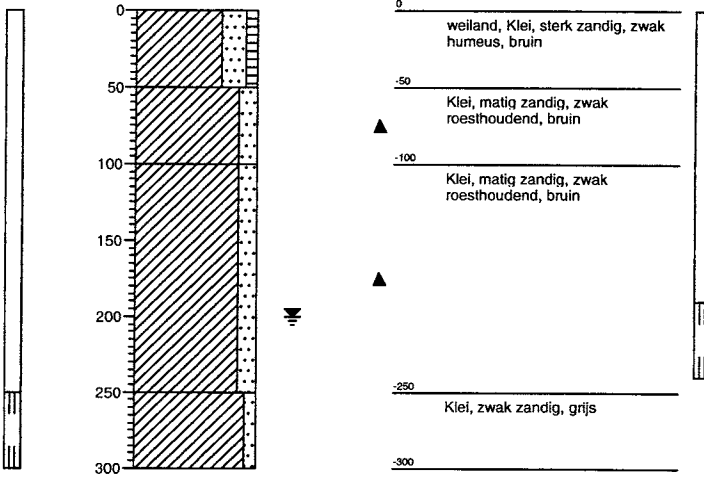 0
50
100
150
200
250
300
0
weiland, Klei, sterk zandig, zwak
humeus, bruin
-50
Klei, matig zandig, zwak
roesthoudend, bruin
-100
Klei, matig zandig, zwak
roesthoudend, bruin
-250
Klei, zwak zandig, grijs
-300